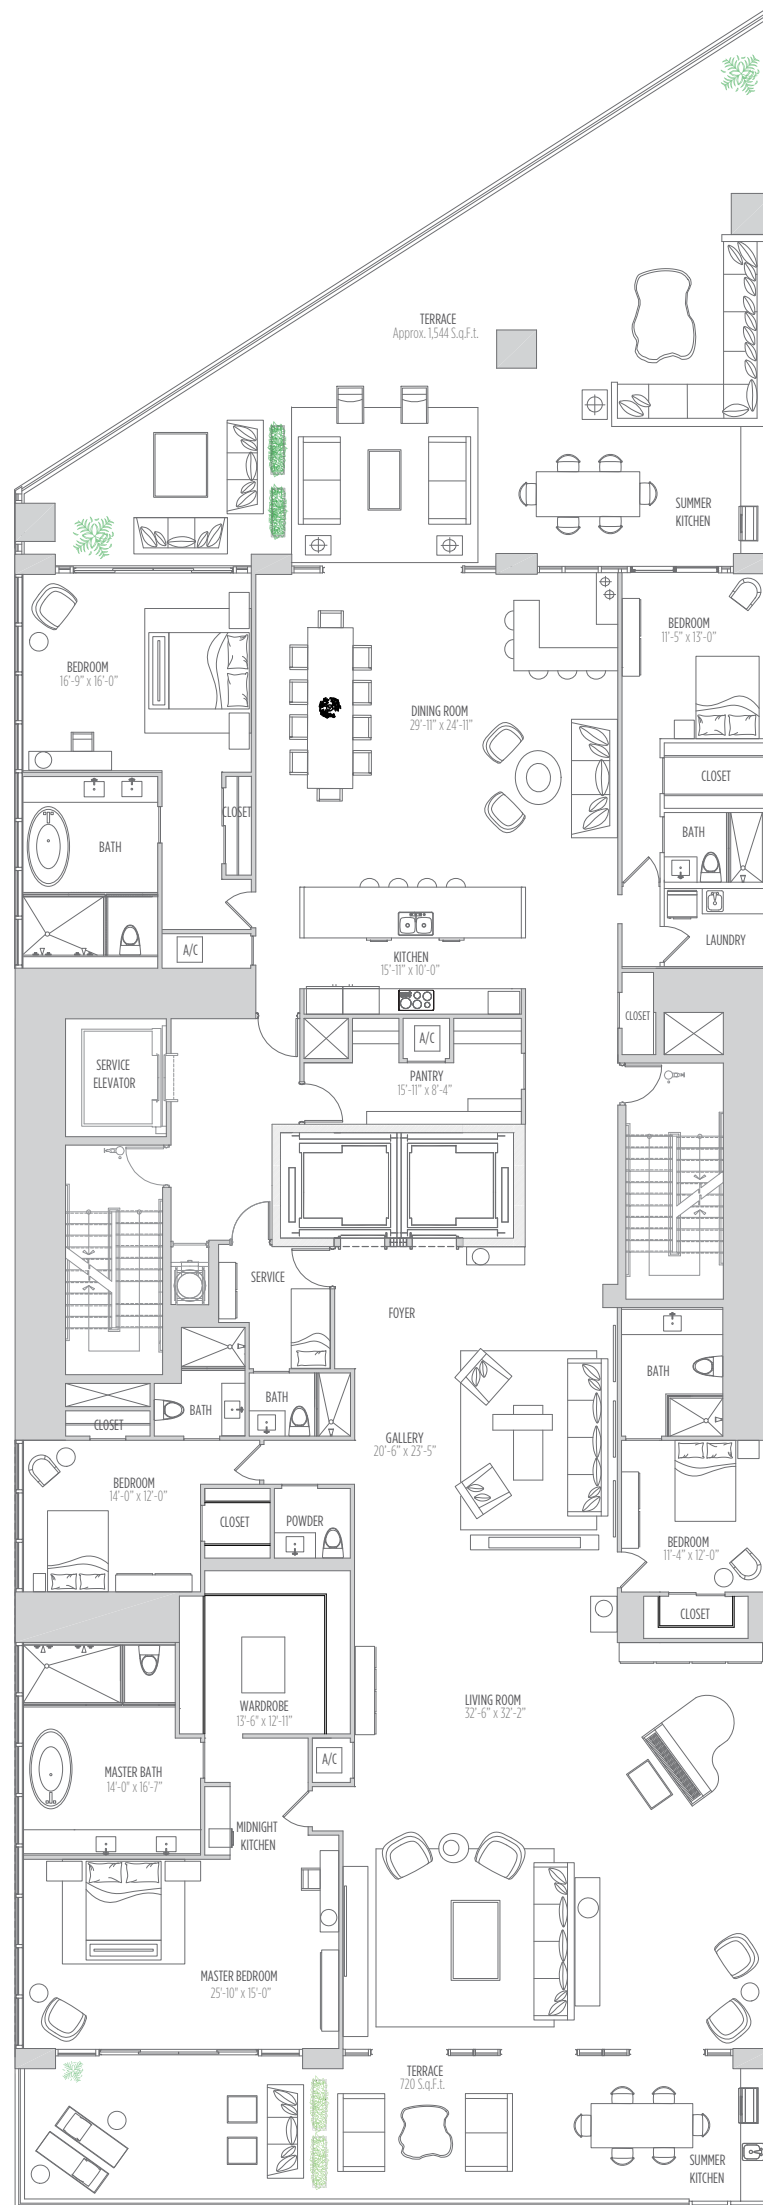 TERRACE
Approx. 1,544 S.q.F.t.
SUMMER
KITCHEN
BEDROOM
16'-9" x 16'-0"
BEDROOM
11'-5" x 13'-0"
DINING ROOM
29'-11" x 24'-11"
CLOSET
CLOSET
BATH
BATH
KITCHEN
15'-11" x 10'-0"
A/C
LAUNDRY
CLOSET
A/C
SERVICE
ELEVATOR
PANTRY
15'-11" x 8'-4"
SERVICE
FOYER
BATH
BATH
BATH
CLOSET
GALLERY
20'-6" x 23'-5"
BEDROOM
14'-0" x 12'-0"
CLOSET
POWDER
BEDROOM
11'-4" x 12'-0"
CLOSET
WARDROBE
13'-6" x 12'-11"
LIVING ROOM
32'-6" x 32'-2"
A/C
MASTER BATH
14'-0" x 16'-7"
MIDNIGHT
KITCHEN
MASTER BEDROOM
25'-10" x 15'-0"
TERRACE
720 S.q.F.t.
SUMMER
KITCHEN